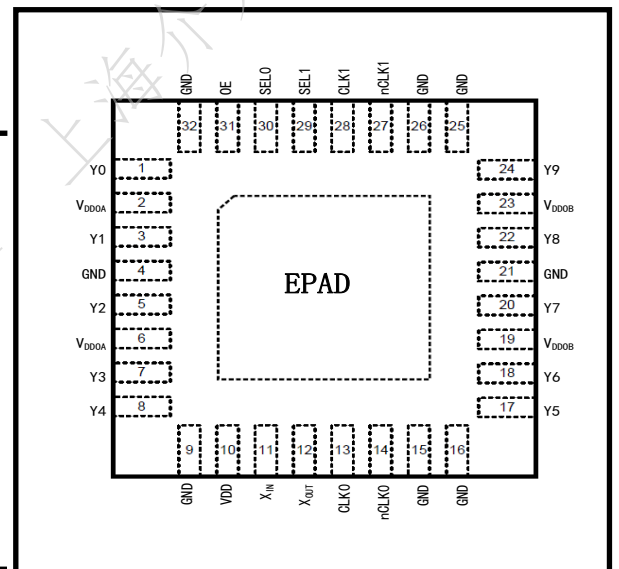 上海介
GND OE SEL0 SEL1 CLK1 nCLK1 GND GND
32 31 30 29 28 27 26 25
Y0 1 24 Y9
VDDOA 2 23 VDDOB
Y1 3 22 Y8
GND 4 21 GND
EPAD
Y2 5 20 Y7
VDDOA 6 19 VDDOB
Y3 7 18 Y6
Y4 8 17 Y5
9 10 11 12 13 14 15 16
GND VDD XIN XOUT CLK0 nCLK0 GND GND